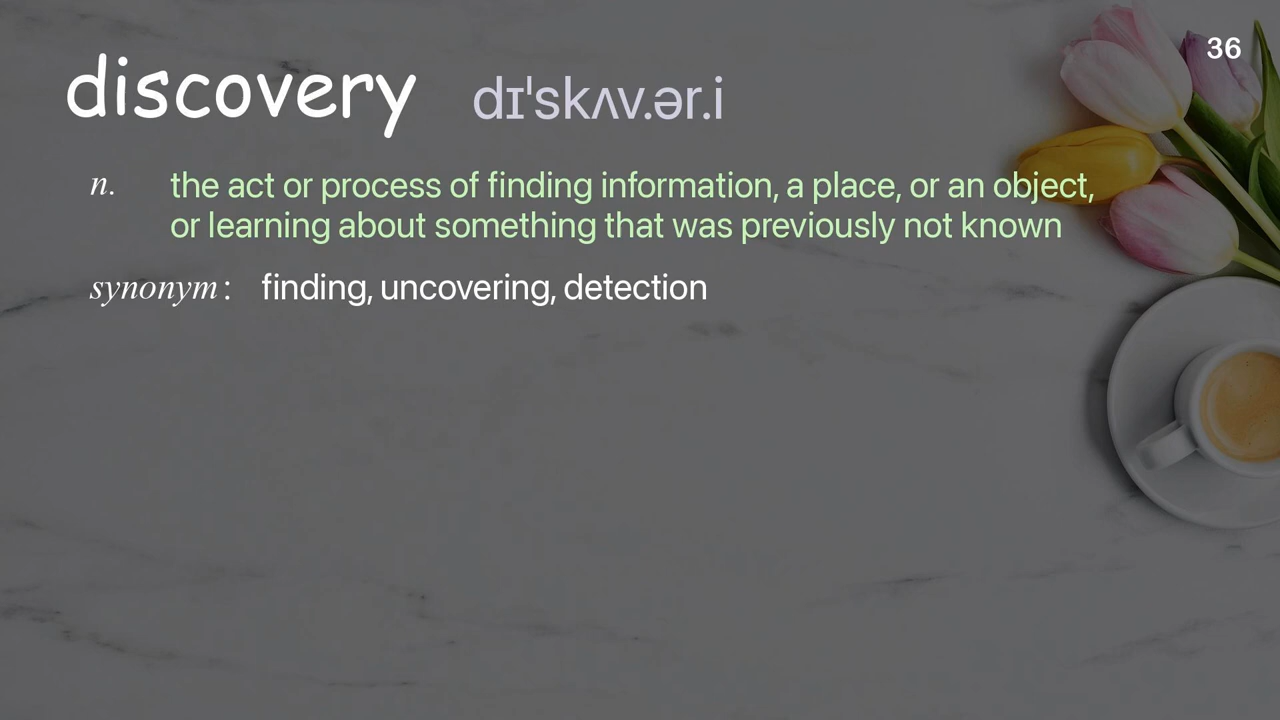 36
discovery dɪˈskʌv.ər.i
n. the act or process of finding information, a place, or an object,
or learning about something that was previously not known
synonym: finding, uncovering, detection